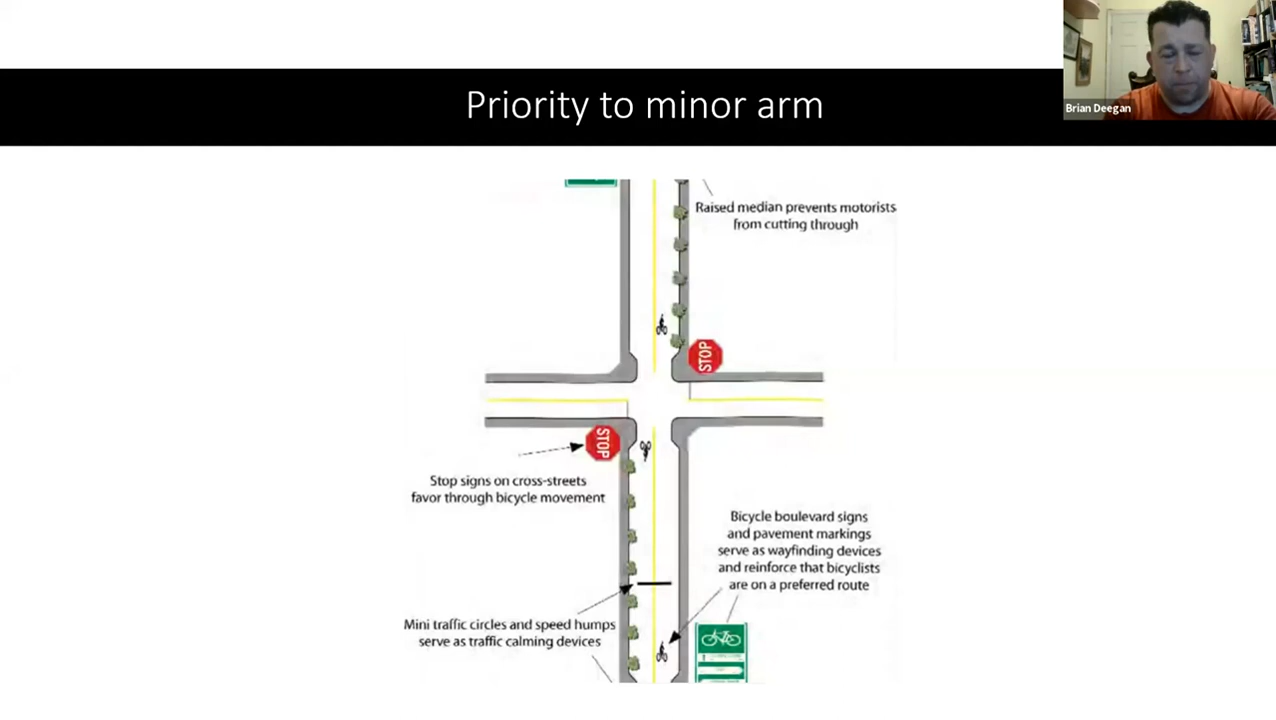 Priority to minor arm
Brian Deegan
Raised median prevents motorists
from cutting through
STOP
STOP
Stop signs on cross-streets
favor through bicycle movement
Bicycle boulevard signs
and pavement markings
serve as wayfinding devices
and reinforce that bicyclists
are on a preferred route
Mini traffic circles and speed humps
serve as traffic calming devices